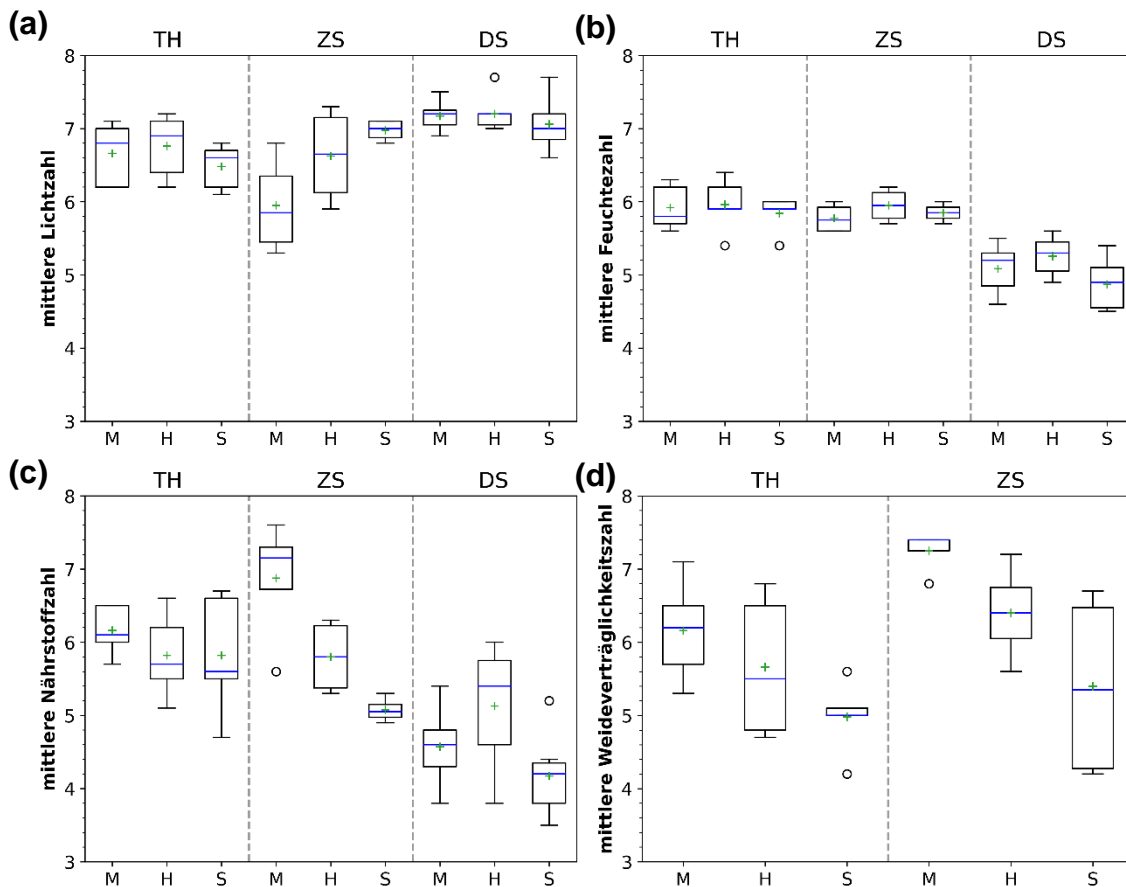 (a)
TH ZS DS
mittlere Lichtzahl
8
7
6
5
4
3
M H S M H S M H S
(b)
TH ZS DS
mittlere Feuchtezahl
8
7
6
5
4
3
M H S M H S M H S
(c)
TH ZS DS
mittlere Nährstoffzahl
8
7
6
5
4
3
M H S M H S M H S
(d)
TH ZS
mittlere Weideverträglichkeitszahl
8
7
6
5
4
3
M H S M H S